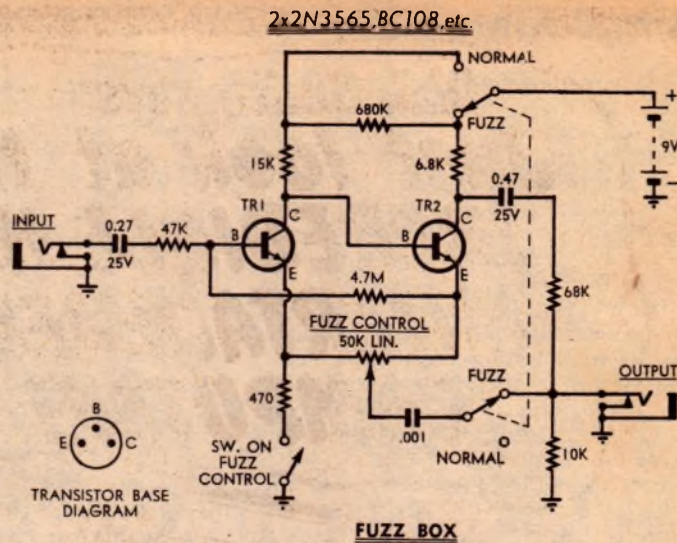 2x2N3565,BC108,etc.
NORMAL
+
680K
FUZZ
9V
15K
6.8K
0.47
−
TR1
TR2
C
C
25V
INPUT
0.27
47K
B
B
25V
E
E
68K
4.7M
FUZZ CONTROL
50K LIN.
FUZZ
OUTPUT
470
B
.001
E
C
SW. ON
FUZZ
CONTROL
NORMAL
10K
TRANSISTOR BASE
DIAGRAM
FUZZ BOX